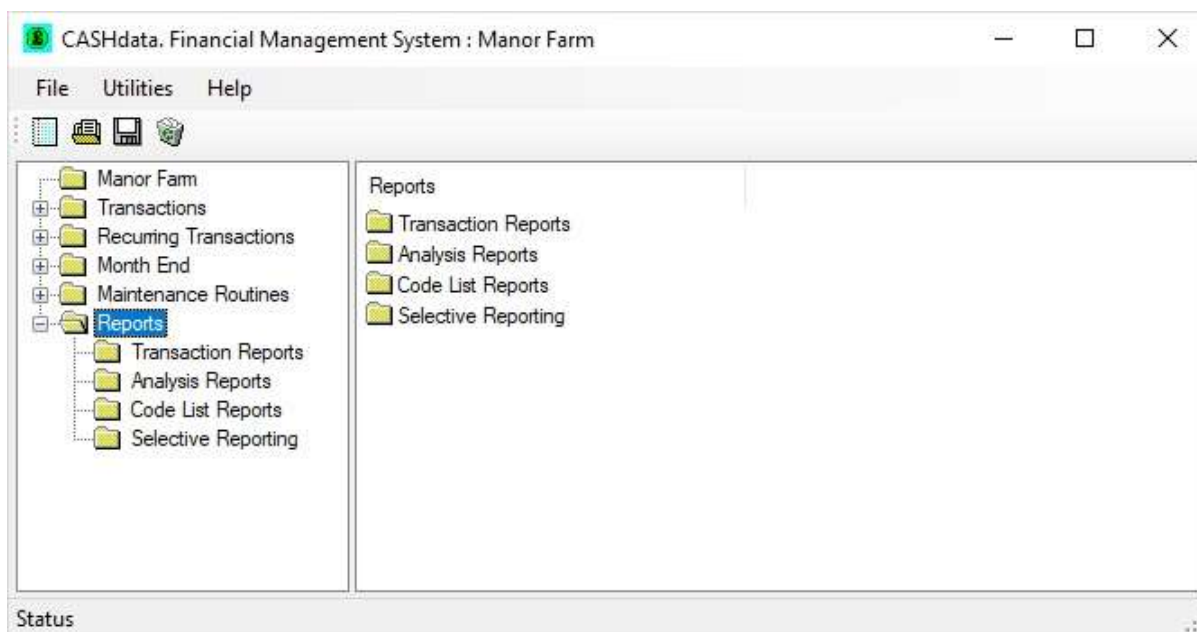 CASHdata. Financial Management System : Manor Farm
File Utilities Help
Manor Farm
Transactions
Recurring Transactions
Month End
Maintenance Routines
Reports
Transaction Reports
Analysis Reports
Code List Reports
Selective Reporting
Reports
Transaction Reports
Analysis Reports
Code List Reports
Selective Reporting
Status